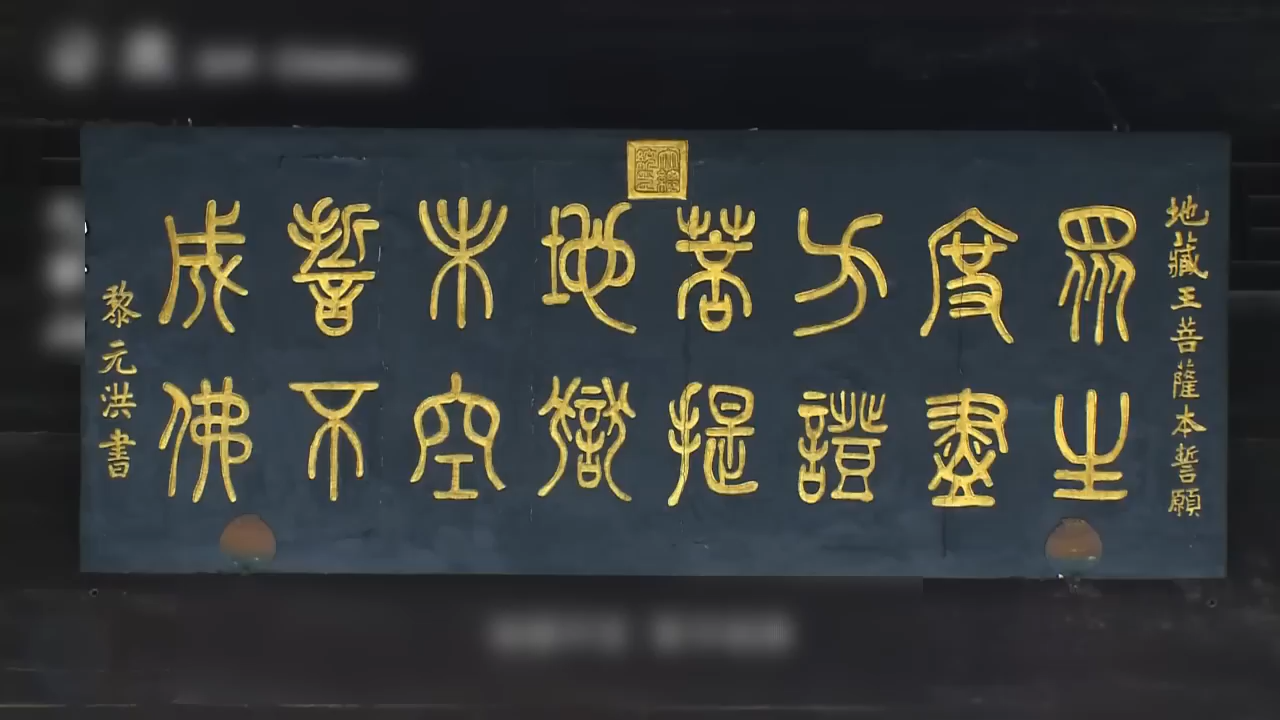 地藏王菩薩本誓願
眾生
度盡
方證
菩提
地獄
未空
誓不
成佛
黎元洪書